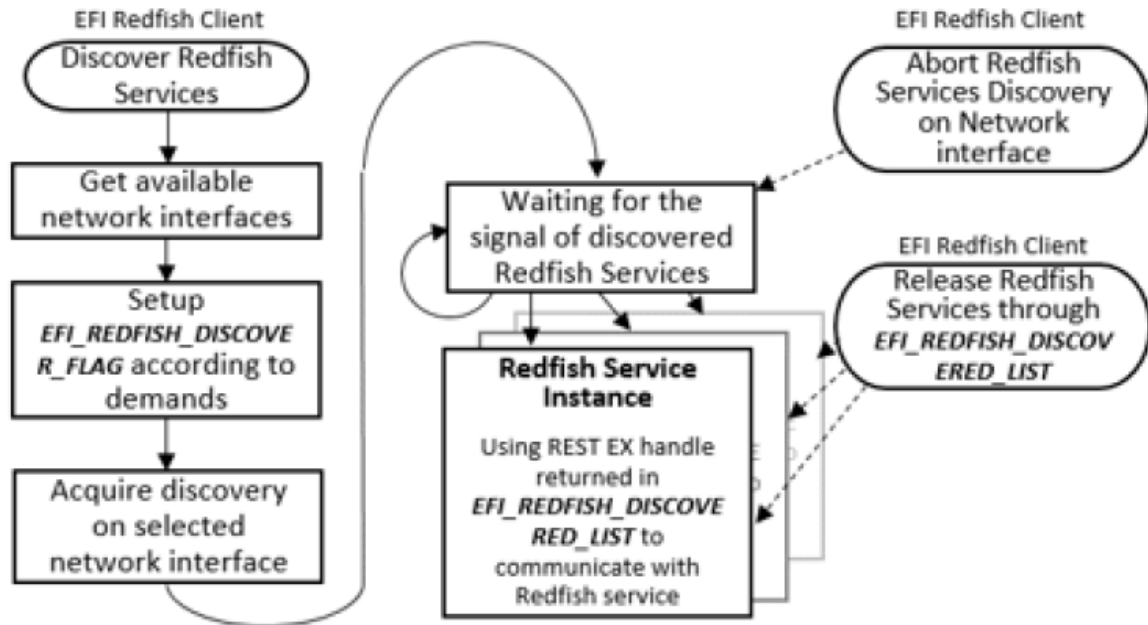 EFI Redfish Client
Discover Redfish
Services
Get available
network interfaces
Setup
EFI_REDFISH_DISCOVE
R_FLAG according to
demands
Acquire discovery
on selected
network interface
Waiting for the
signal of discovered
Redfish Services
Redfish Service
Instance
Using REST EX handle
returned in
EFI_REDFISH_DISCOVE
RED_LIST to
communicate with
Redfish service
EFI Redfish Client
Abort Redfish
Services Discovery
on Network
interface
EFI Redfish Client
Release Redfish
Services through
EFI_REDFISH_DISCOV
ERED_LIST